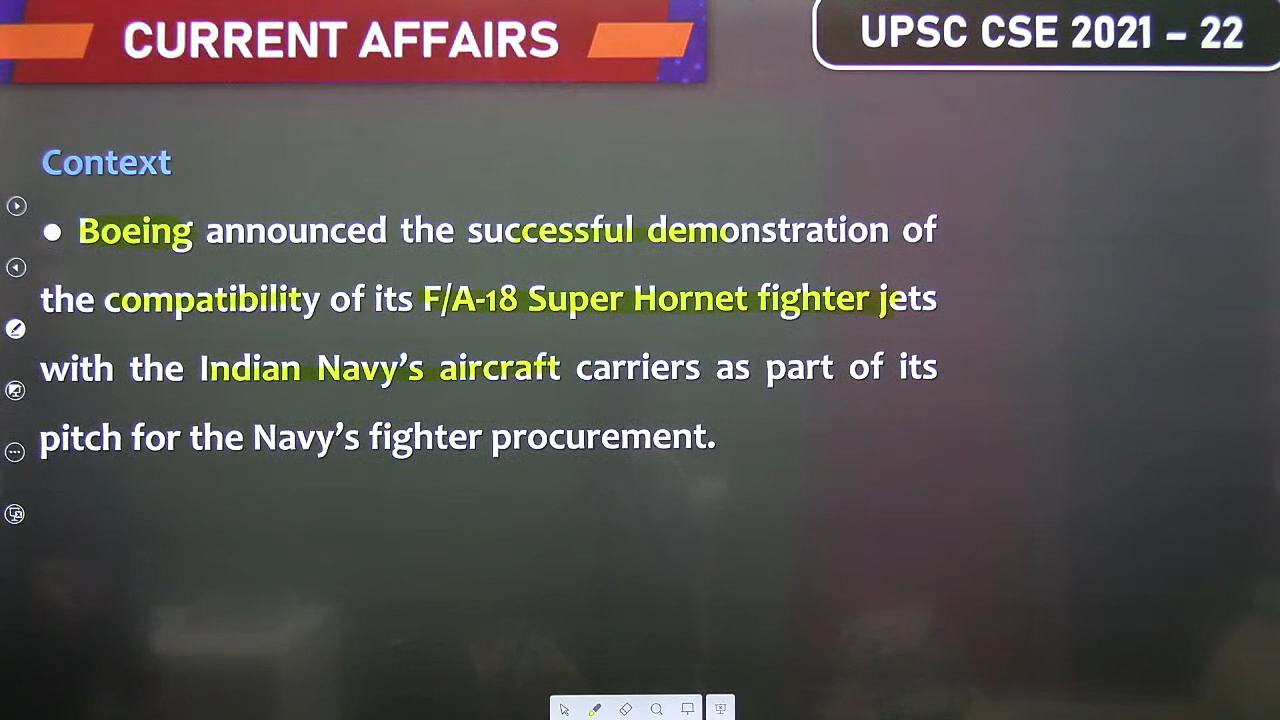 CURRENT AFFAIRS
UPSC CSE 2021 – 22
Context
● Boeing announced the successful demonstration of
the compatibility of its F/A-18 Super Hornet fighter jets
with the Indian Navy’s aircraft carriers as part of its
pitch for the Navy’s fighter procurement.